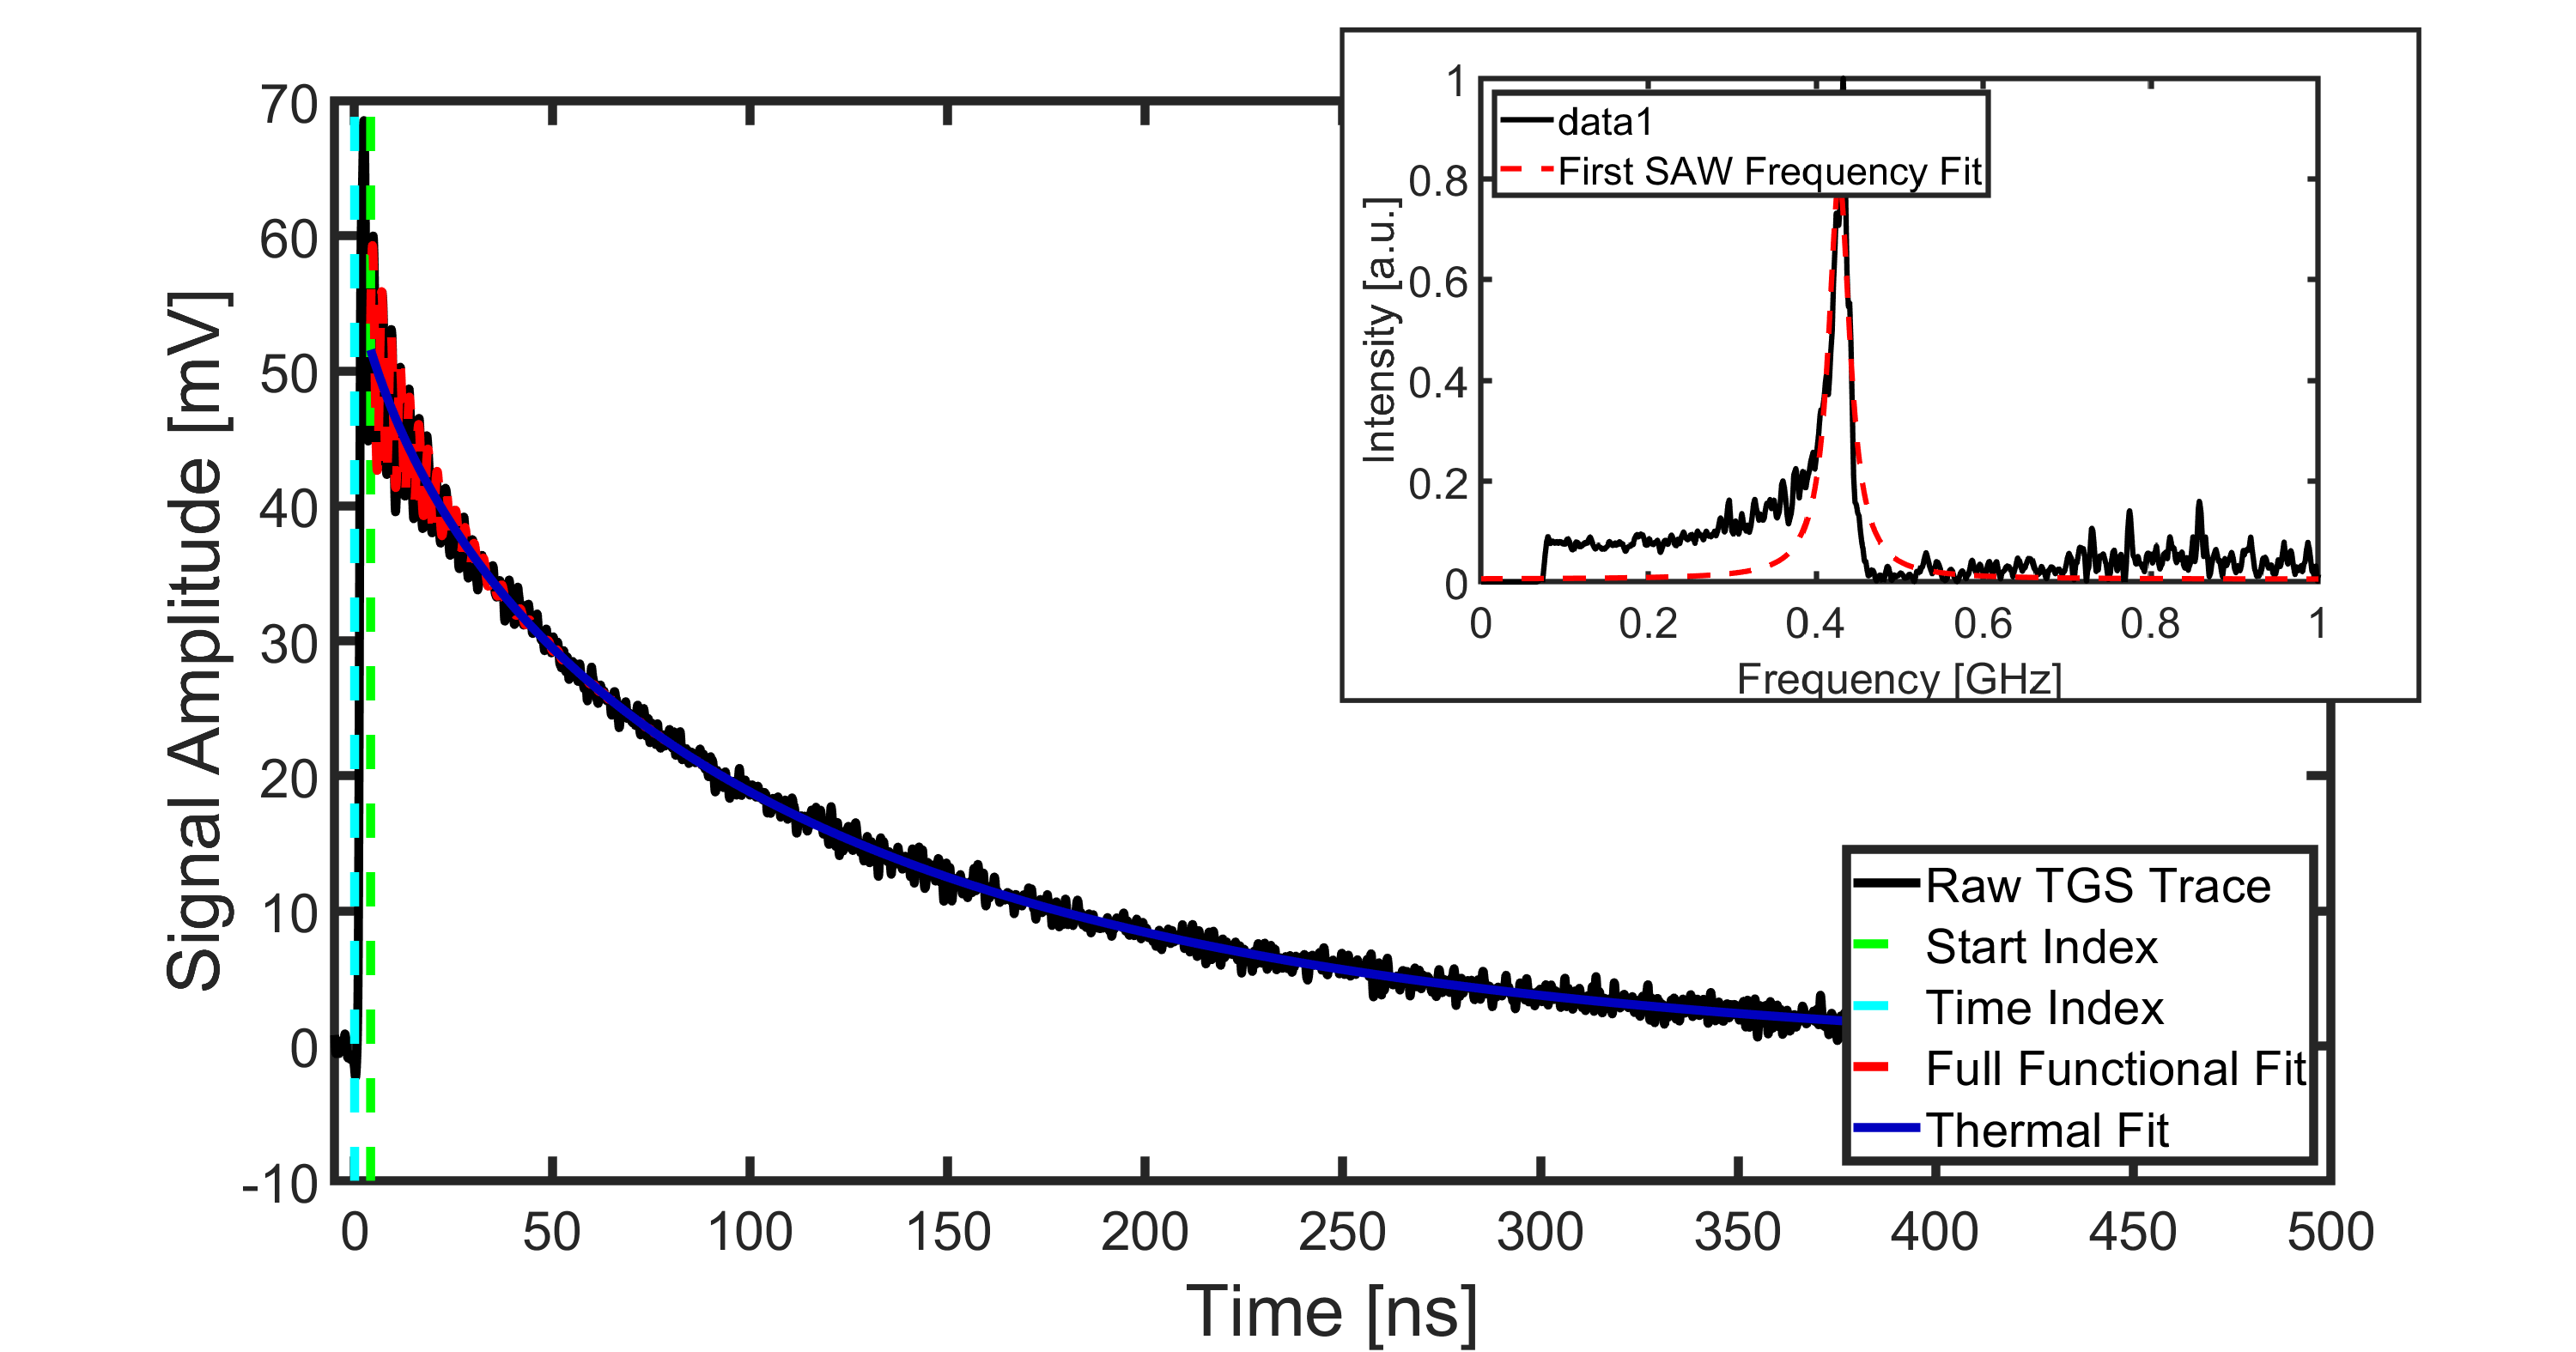 70
60
50
40
30
20
10
0
-10
Signal Amplitude [mV]
0 50 100 150 200 250 300 350 400 450 500
Time [ns]
1
0.8
0.6
0.4
0.2
0
Intensity [a.u.]
data1
First SAW Frequency Fit
0 0.2 0.4 0.6 0.8 1
Frequency [GHz]
Raw TGS Trace
Start Index
Time Index
Full Functional Fit
Thermal Fit